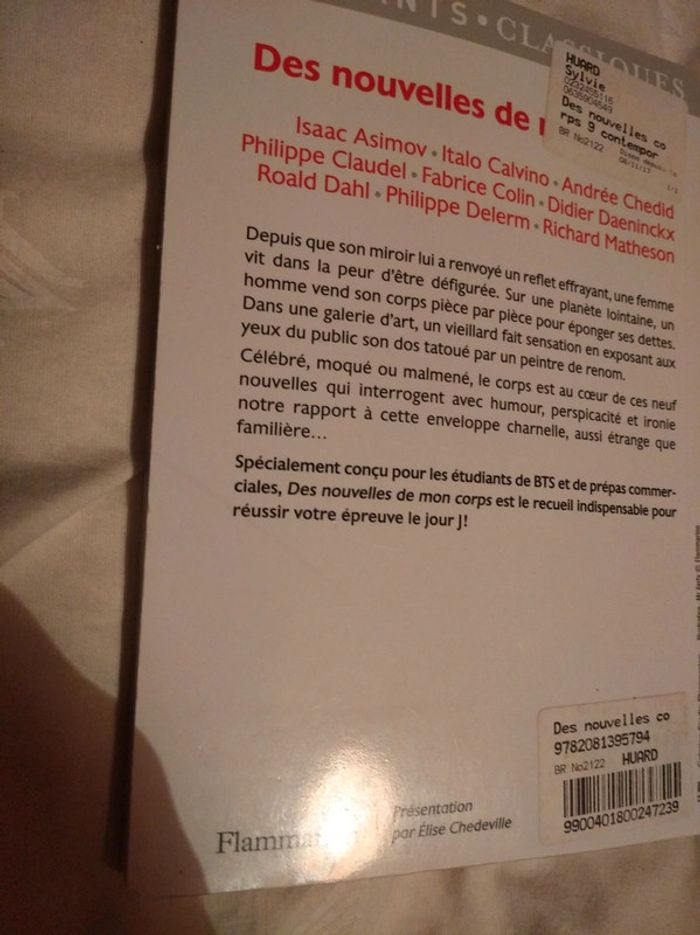 CLASSIQUES
Des nouvelles de
HUARD
Sylvie
Des nouvelles co
rps 9 contempor
BR No2122
1/1
Isaac Asimov • Italo Calvino • Andrée Chedid
Philippe Claudel • Fabrice Colin • Didier Daeninckx
Roald Dahl • Philippe Delerm • Richard Matheson
Depuis que son miroir lui a renvoyé un reflet effrayant, une femme
vit dans la peur d'être défigurée. Sur une planète lointaine, un
homme vend son corps pièce par pièce pour éponger ses dettes.
Dans une galerie d'art, un vieillard fait sensation en exposant aux
yeux du public son dos tatoué par un peintre de renom.
Célébré, moqué ou malmené, le corps est au cœur de ces neuf
nouvelles qui interrogent avec humour, perspicacité et ironie
notre rapport à cette enveloppe charnelle, aussi étrange que
familière...
Spécialement conçu pour les étudiants de BTS et de prépas commer-
ciales, Des nouvelles de mon corps est le recueil indispensable pour
réussir votre épreuve le jour J!
Des nouvelles co
9782081395794
BR No2122 HUARD
9900401800247239
Présentation
par Élise Chedeville